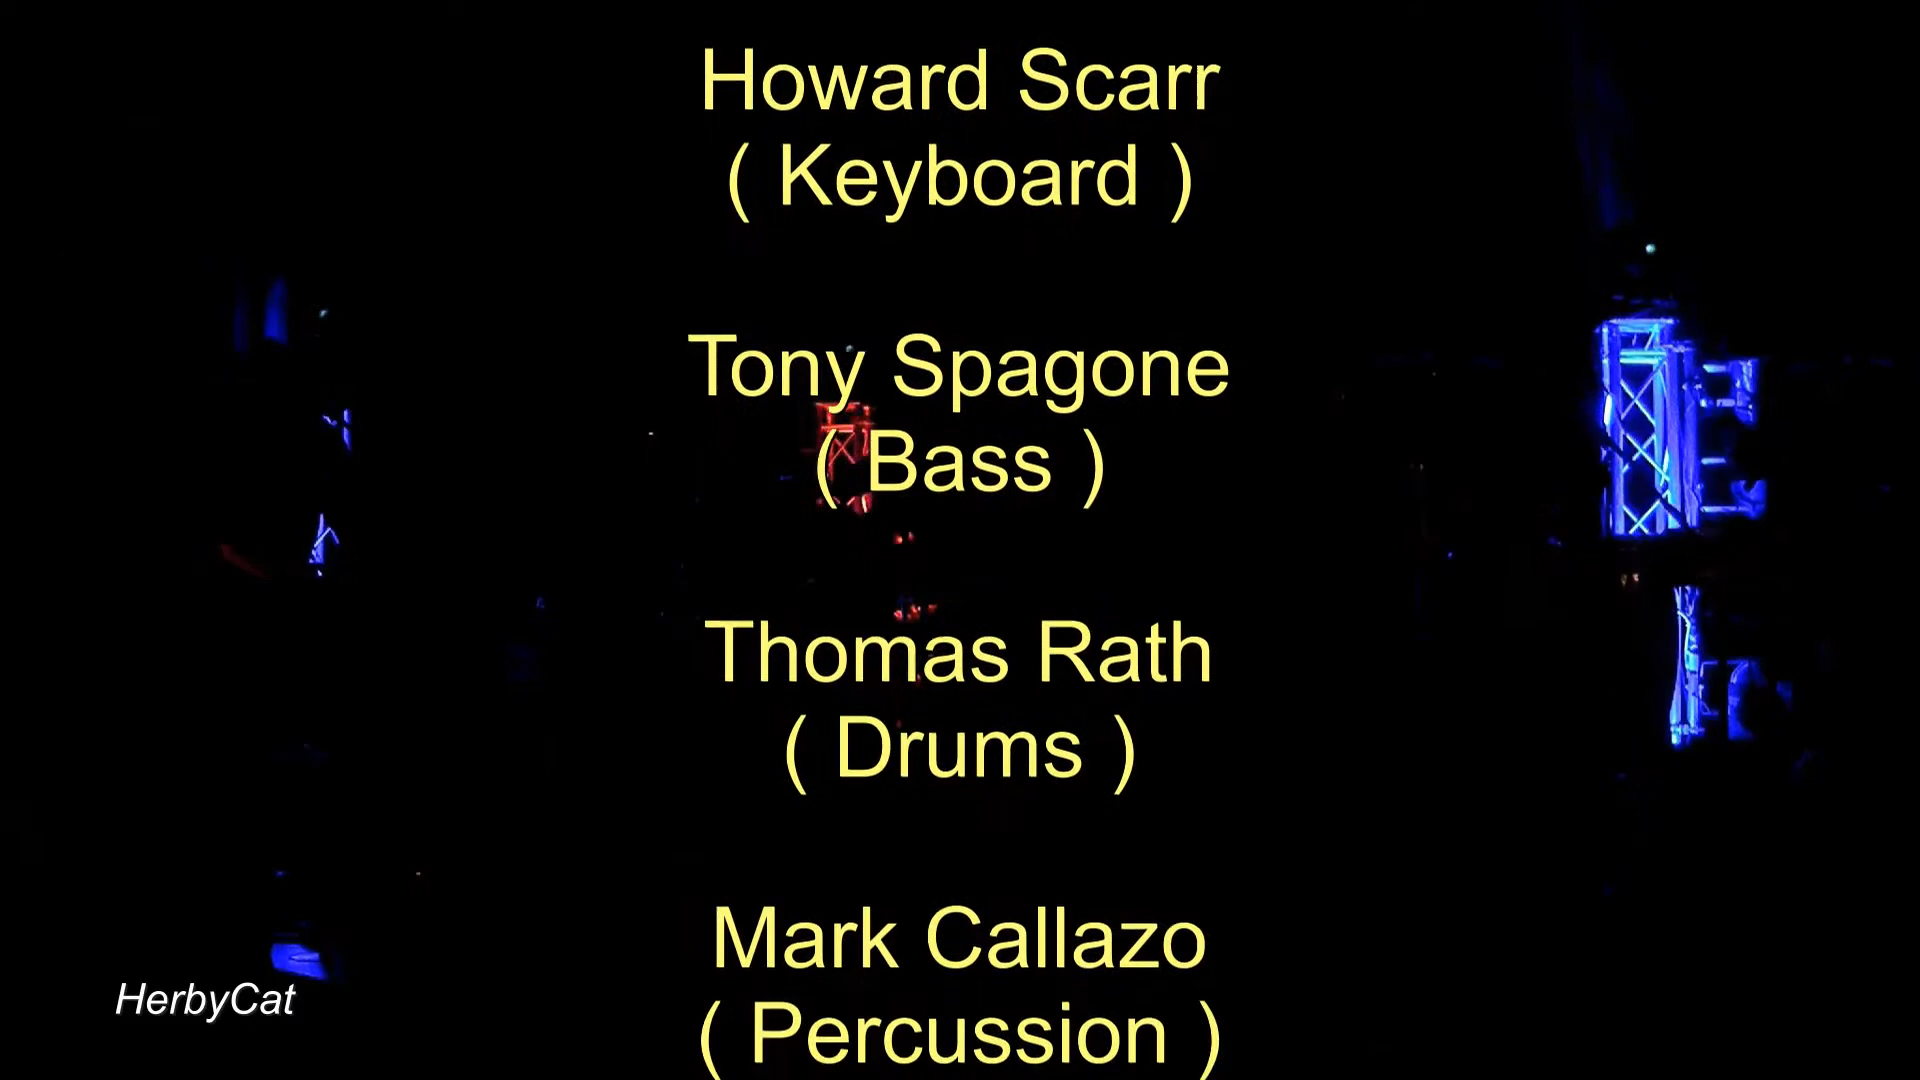 Howard Scarr
( Keyboard )
Tony Spagone
( Bass )
Thomas Rath
( Drums )
Mark Callazo
( Percussion )
HerbyCat